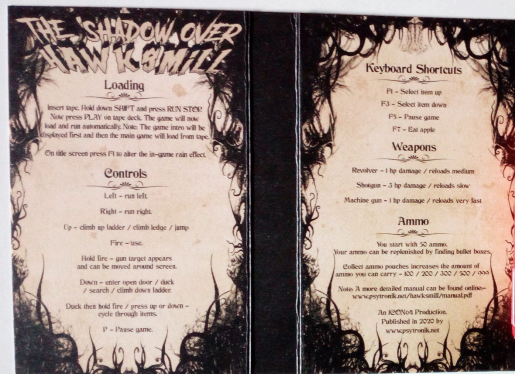 THE SHADOW OVER
HAWKSMILL
Loading
Insert tape. Hold down SHIFT and press RUN STOP.
Now press PLAY on tape deck. The game will now
load and run automatically. Note: The game intro will be
displayed first and then the main game will load from tape.
On title screen press F1 to alter the in-game rain effect.
Controls
Left - run left.
Right - run right.
Up - climb up ladder / climb ledge / jump
Fire - use.
Hold fire - gun target appears
and can be moved around screen.
Down - enter open door / duck
/ search / climb down ladder.
Duck then hold fire / press up or down -
cycle through items.
P - Pause game.
Keyboard Shortcuts
F1 - Select item up
F3 - Select item down
F5 - Pause game
F7 - Eat apple
Weapons
Revolver - 1 hp damage / reloads medium
Shotgun - 3 hp damage / reloads slow
Machine gun - 1 hp damage / reloads very fast
Ammo
You start with 50 ammo.
Your ammo can be replenished by finding bullet boxes.
Collect ammo pouches increases the amount of
ammo you can carry - 100 / 200 / 300 / 500 / 999
Note: A more detailed manual can be found online-
www.psytronik.net/hawksmill/manual.pdf
An ICON64 Production.
Published in 2020 by
www.psytronik.net